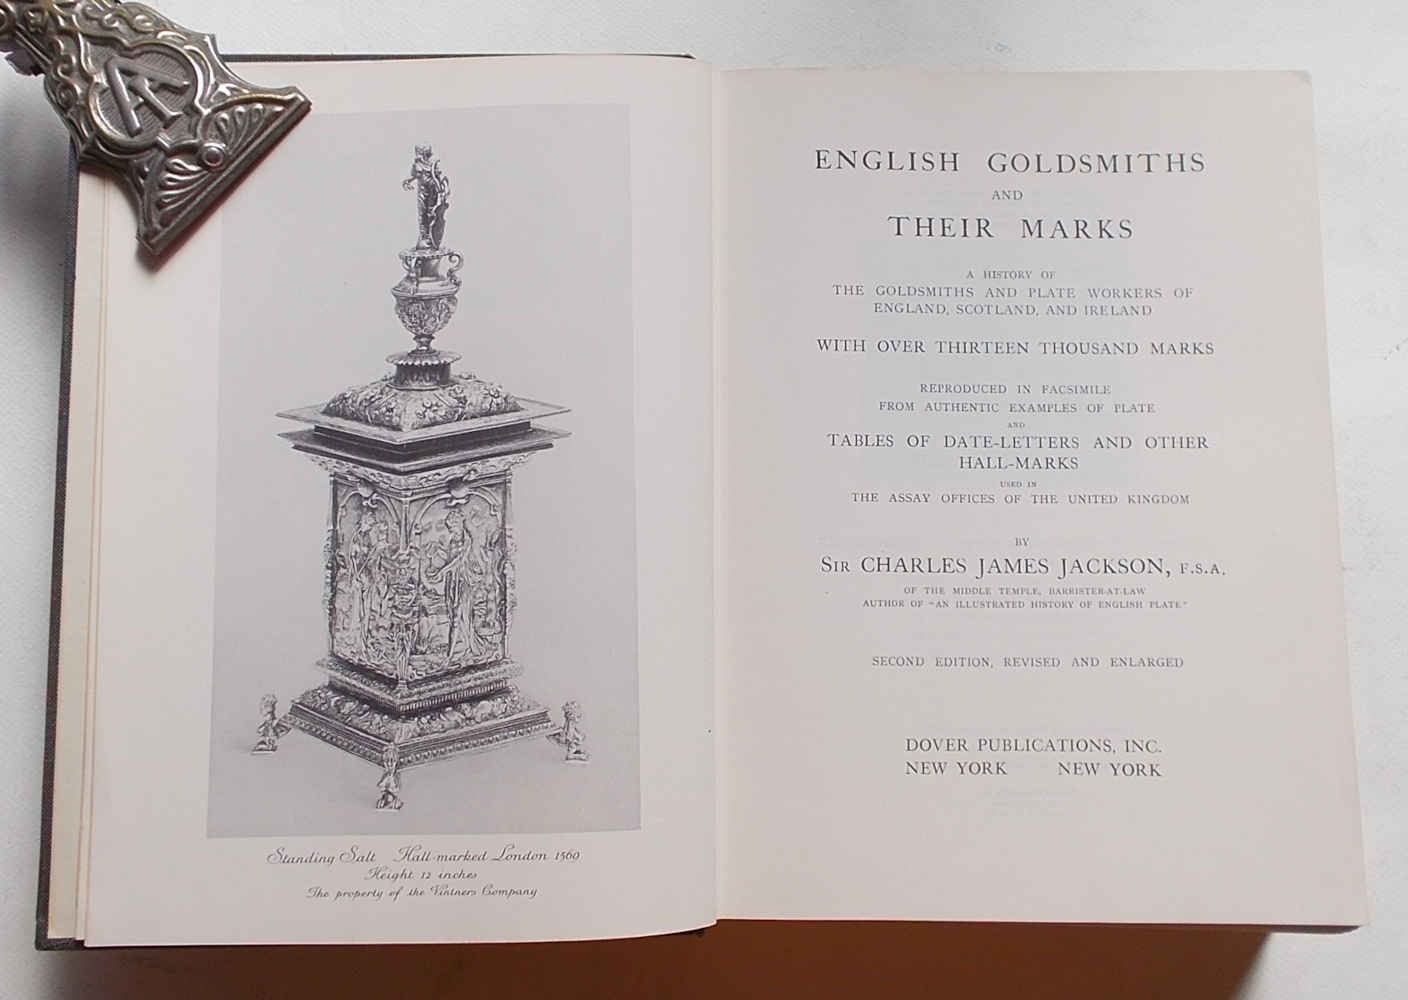 A
Standing Salt Hall-marked London 1569
Height 12 inches
The property of the Vintners Company
ENGLISH GOLDSMITHS
AND
THEIR MARKS
A HISTORY OF
THE GOLDSMITHS AND PLATE WORKERS OF
ENGLAND, SCOTLAND, AND IRELAND
WITH OVER THIRTEEN THOUSAND MARKS
REPRODUCED IN FACSIMILE
FROM AUTHENTIC EXAMPLES OF PLATE
AND
TABLES OF DATE-LETTERS AND OTHER
HALL-MARKS
USED IN
THE ASSAY OFFICES OF THE UNITED KINGDOM
BY
SIR CHARLES JAMES JACKSON, F.S.A.
OF THE MIDDLE TEMPLE, BARRISTER-AT-LAW
AUTHOR OF "AN ILLUSTRATED HISTORY OF ENGLISH PLATE"
SECOND EDITION, REVISED AND ENLARGED
DOVER PUBLICATIONS, INC.
NEW YORK NEW YORK